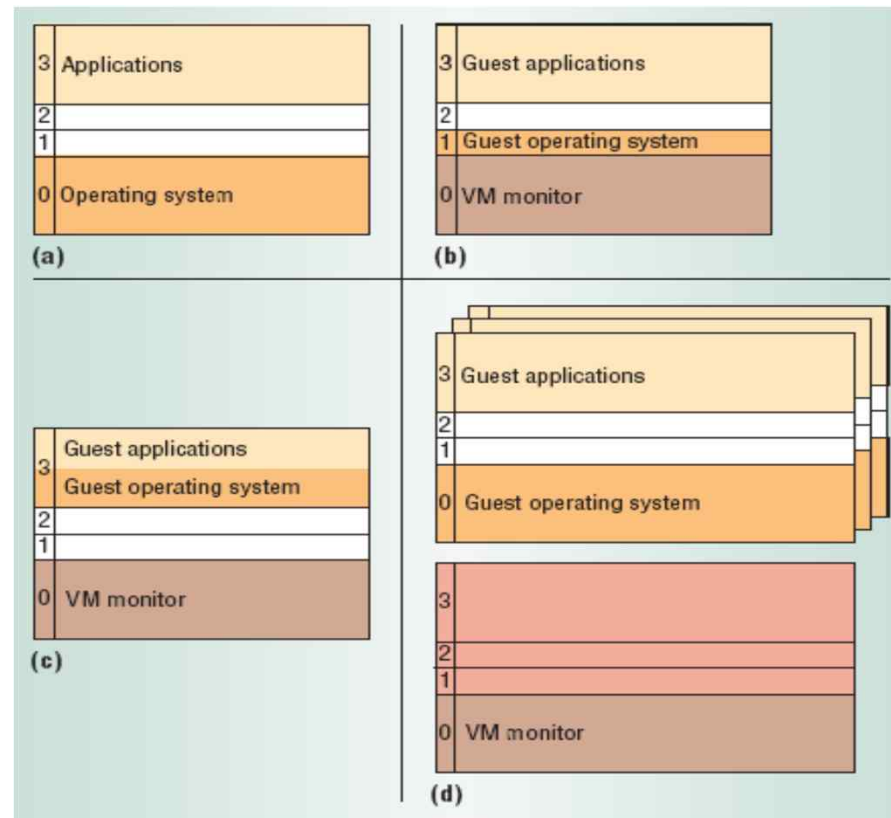 3 Applications
2
1
0 Operating system
(a)
3 Guest applications
2
1 Guest operating system
0 VM monitor
(b)
3 Guest applications
Guest operating system
2
1
0 VM monitor
(c)
3 Guest applications
2
1
0 Guest operating system
3
2
1
0 VM monitor
(d)